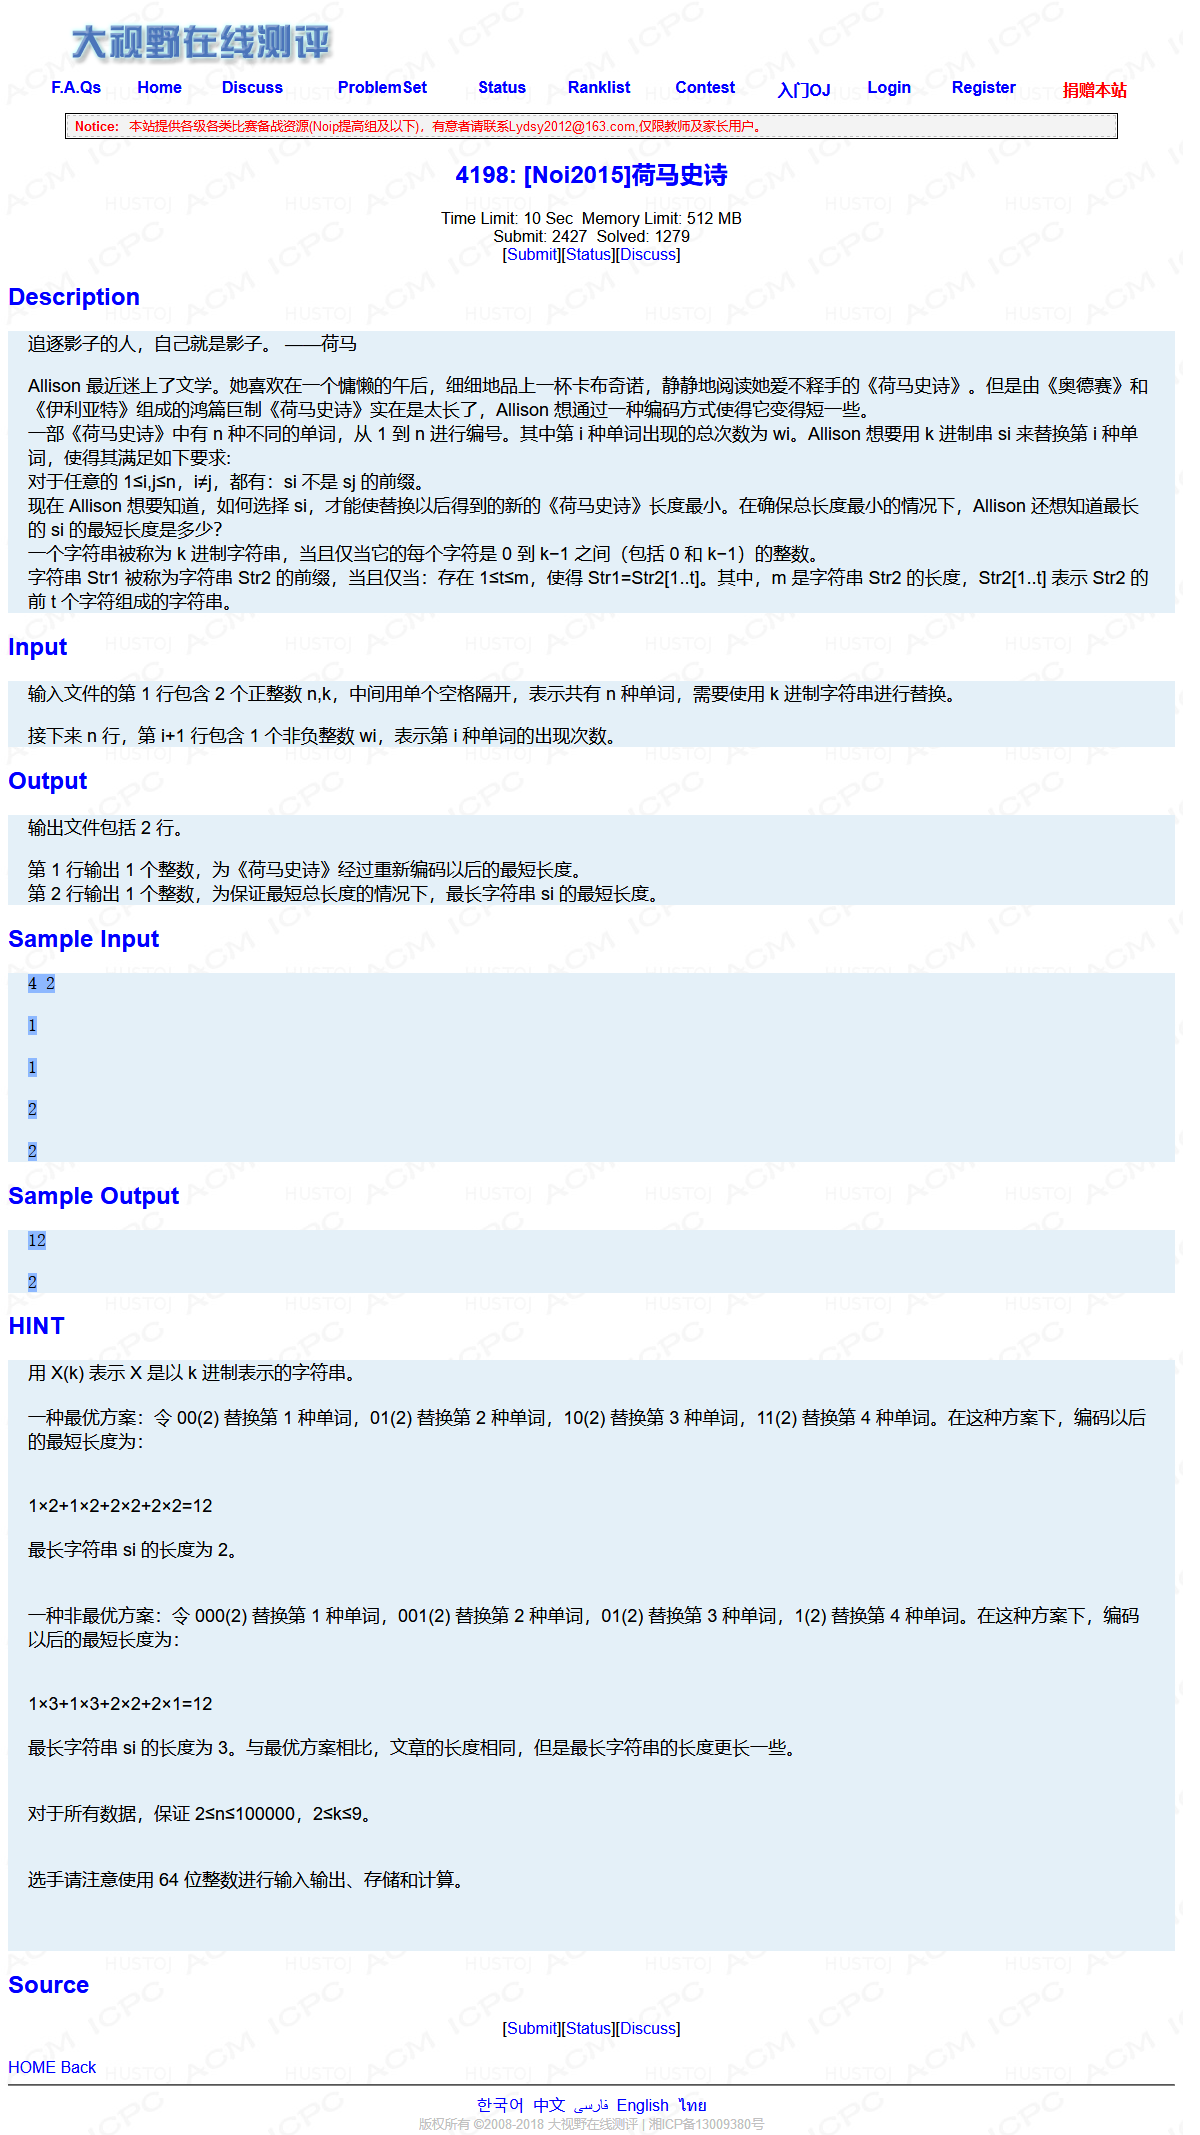 大视野在线测评
F.A.Qs Home Discuss ProblemSet Status Ranklist Contest 入门OJ Login Register 捐赠本站
Notice: 本站提供各级各类比赛备战资源(Noip提高组及以下)，有意者请联系Lydsy2012@163.com,仅限教师及家长用户。
4198: [Noi2015]荷马史诗
Time Limit: 10 Sec Memory Limit: 512 MB
Submit: 2427 Solved: 1279
[Submit][Status][Discuss]
Description
追逐影子的人，自己就是影子。 ——荷马
Allison 最近迷上了文学。她喜欢在一个慵懒的午后，细细地品上一杯卡布奇诺，静静地阅读她爱不释手的《荷马史诗》。但是由《奥德赛》和
《伊利亚特》组成的鸿篇巨制《荷马史诗》实在是太长了，Allison 想通过一种编码方式使得它变得短一些。
一部《荷马史诗》中有 n 种不同的单词，从 1 到 n 进行编号。其中第 i 种单词出现的总次数为 wi。Allison 想要用 k 进制串 si 来替换第 i 种单
词，使得其满足如下要求:
对于任意的 1≤i,j≤n，i≠j，都有：si 不是 sj 的前缀。
现在 Allison 想要知道，如何选择 si，才能使替换以后得到的新的《荷马史诗》长度最小。在确保总长度最小的情况下，Allison 还想知道最长
的 si 的最短长度是多少？
一个字符串被称为 k 进制字符串，当且仅当它的每个字符是 0 到 k−1 之间（包括 0 和 k−1）的整数。
字符串 Str1 被称为字符串 Str2 的前缀，当且仅当：存在 1≤t≤m，使得 Str1=Str2[1..t]。其中，m 是字符串 Str2 的长度，Str2[1..t] 表示 Str2 的
前 t 个字符组成的字符串。
Input
输入文件的第 1 行包含 2 个正整数 n,k，中间用单个空格隔开，表示共有 n 种单词，需要使用 k 进制字符串进行替换。
接下来 n 行，第 i+1 行包含 1 个非负整数 wi，表示第 i 种单词的出现次数。
Output
输出文件包括 2 行。
第 1 行输出 1 个整数，为《荷马史诗》经过重新编码以后的最短长度。
第 2 行输出 1 个整数，为保证最短总长度的情况下，最长字符串 si 的最短长度。
Sample Input
4 2
1
1
2
2
Sample Output
12
2
HINT
用 X(k) 表示 X 是以 k 进制表示的字符串。
一种最优方案：令 00(2) 替换第 1 种单词，01(2) 替换第 2 种单词，10(2) 替换第 3 种单词，11(2) 替换第 4 种单词。在这种方案下，编码以后
的最短长度为：
1×2+1×2+2×2+2×2=12
最长字符串 si 的长度为 2。
一种非最优方案：令 000(2) 替换第 1 种单词，001(2) 替换第 2 种单词，01(2) 替换第 3 种单词，1(2) 替换第 4 种单词。在这种方案下，编码
以后的最短长度为：
1×3+1×3+2×2+2×1=12
最长字符串 si 的长度为 3。与最优方案相比，文章的长度相同，但是最长字符串的长度更长一些。
对于所有数据，保证 2≤n≤100000，2≤k≤9。
选手请注意使用 64 位整数进行输入输出、存储和计算。
Source
[Submit][Status][Discuss]
HOME Back
한국어 中文 فارسی English ไทย
版权所有 ©2008-2018 大视野在线测评 | 湘ICP备13009380号